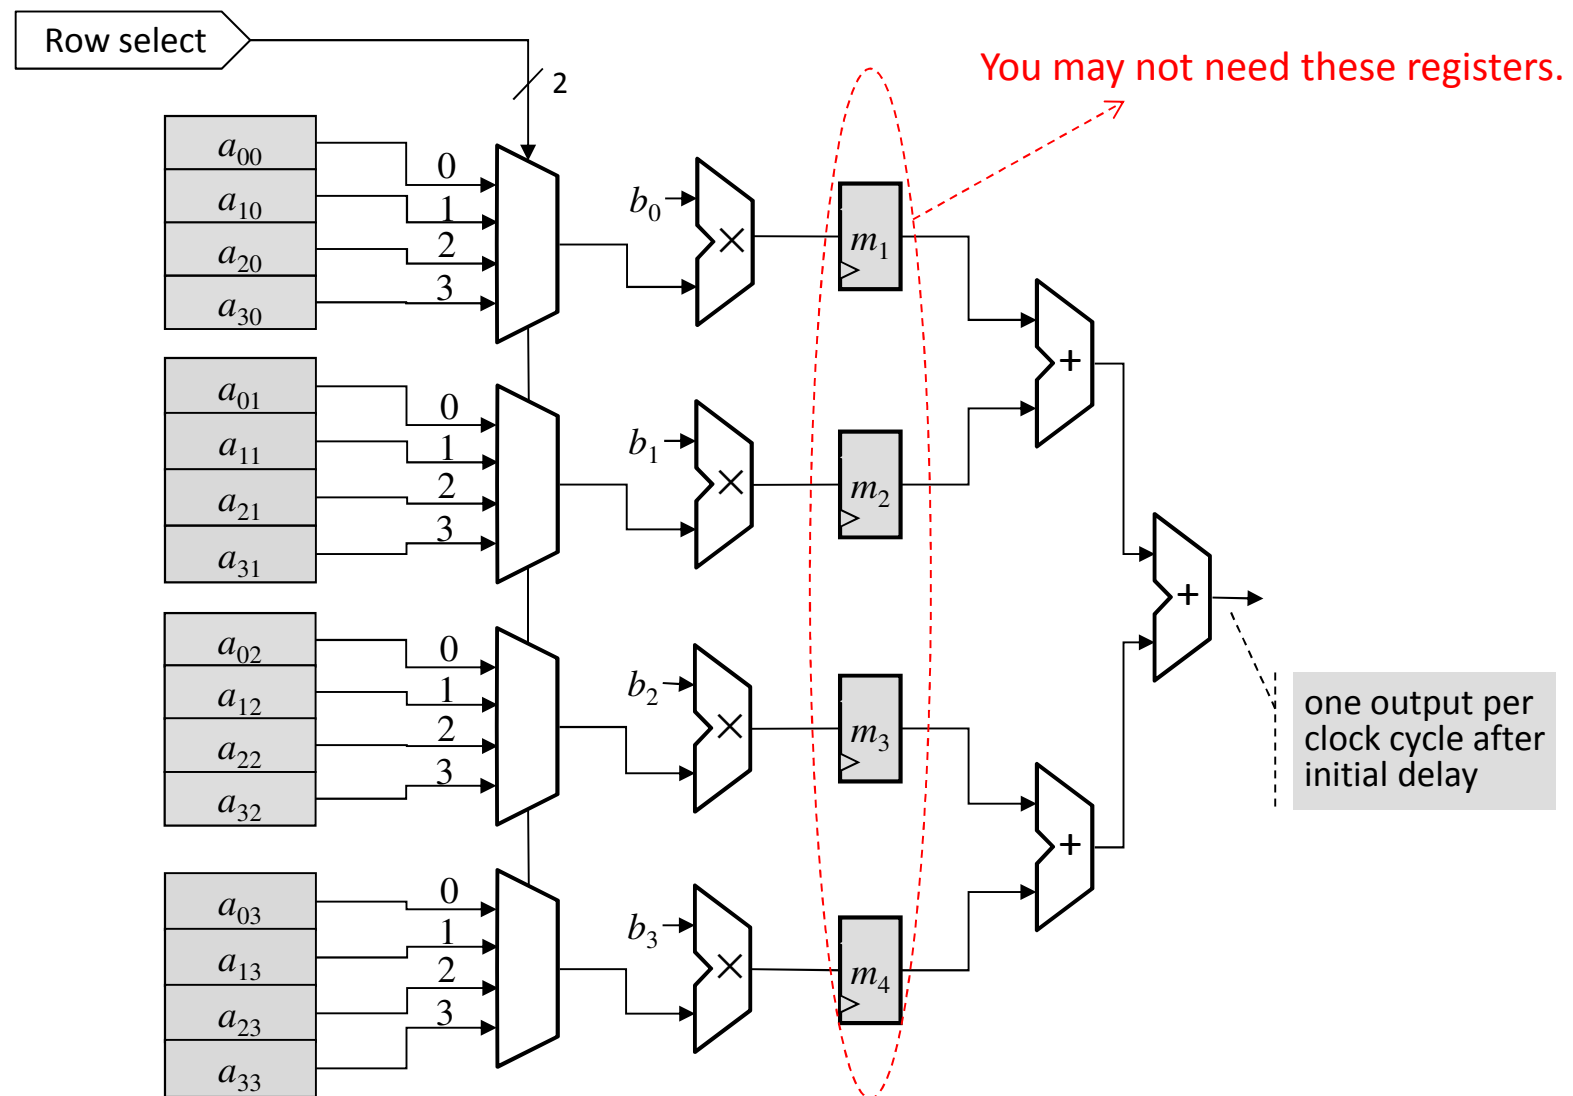 Row select
2
You may not need these registers.
a00
a10
a20
a30
0
1
2
3
b0
×
m1
+
a01
a11
a21
a31
0
1
2
3
b1
×
m2
+
a02
a12
a22
a32
0
1
2
3
b2
×
m3
+
one output per
clock cycle after
initial delay
a03
a13
a23
a33
0
1
2
3
b3
×
m4